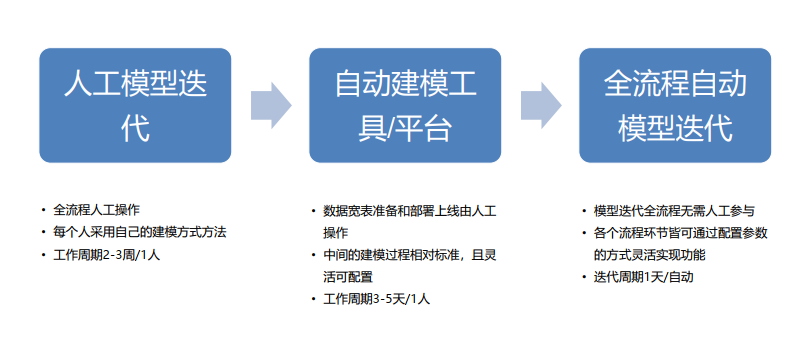 人工模型迭
代
• 全流程人工操作
• 每个人采用自己的建模方式方法
• 工作周期2-3周/1人
自动建模工
具/平台
• 数据宽表准备和部署上线由人工
操作
• 中间的建模过程相对标准，且灵
活可配置
• 工作周期3-5天/1人
全流程自动
模型迭代
• 模型迭代全流程无需人工参与
• 各个流程环节皆可通过配置参数
的方式灵活实现功能
• 迭代周期1天/自动